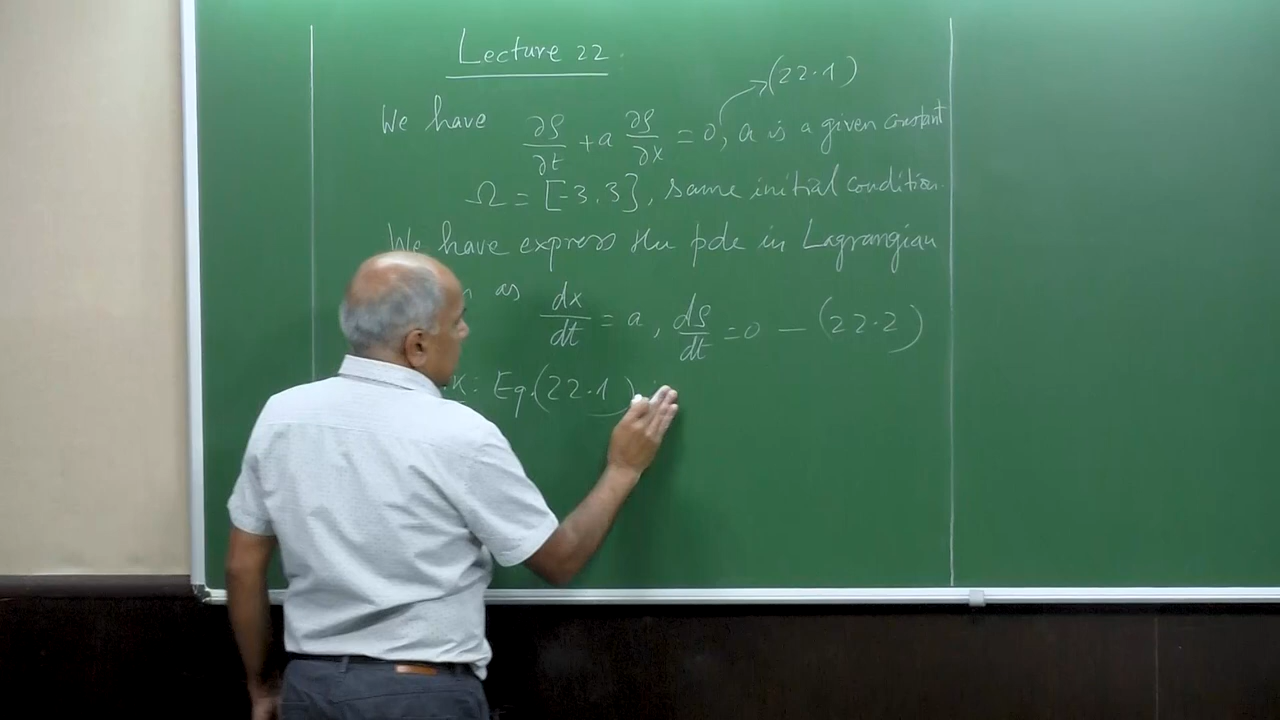 Lecture 22.
(22.1)
We have ∂ρ/∂t + a ∂ρ/∂x = 0, a is a given constant
Ω = [-3, 3], same initial condition.
We have express the pde in Lagrangian
as dx/dt = a, dρ/dt = 0 — (22.2)
Eq.(22.1)